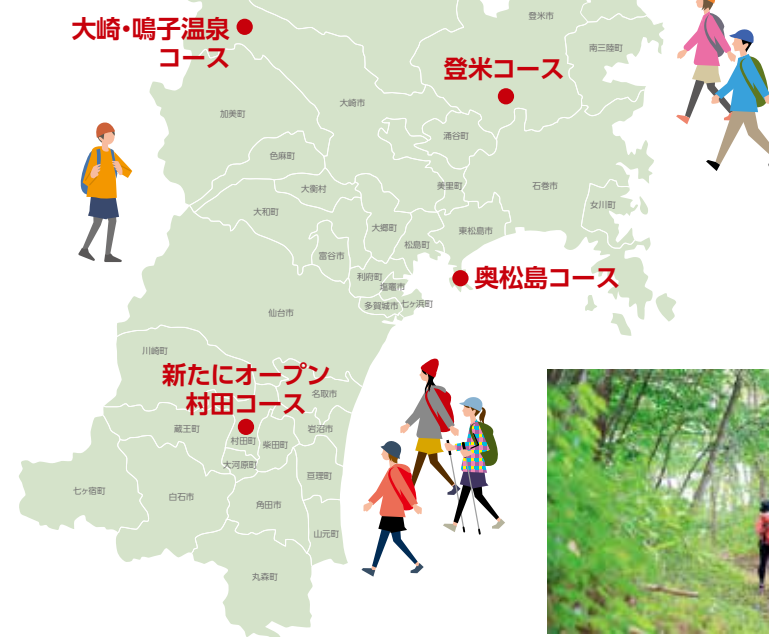 登米市
南三陸町
大崎・鳴子温泉
コース
登米コース
大崎市
加美町
涌谷町
色麻町
美里町
石巻市
大衡村
女川町
大和町
大郷町
東松島市
松島町
富谷市
利府町
奥松島コース
塩竈市
多賀城市
七ヶ浜町
仙台市
川崎町
新たにオープン
村田コース
名取市
蔵王町
岩沼市
村田町
柴田町
大河原町
亘理町
七ヶ宿町
白石市
角田市
山元町
丸森町